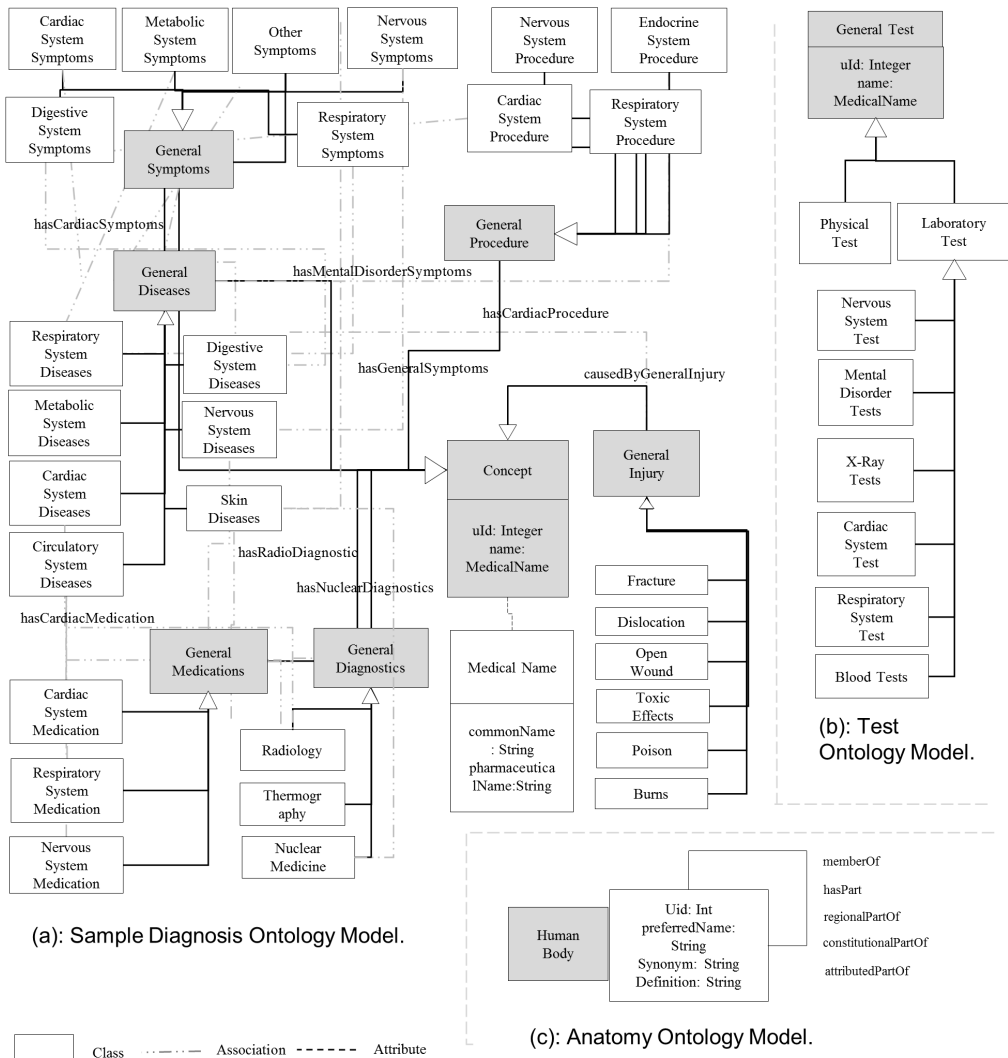 Cardiac
System
Symptoms
Metabolic
System
Symptoms
Other
Symptoms
Nervous
System
Symptoms
Nervous
System
Procedure
Endocrine
System
Procedure
Digestive
System
Symptoms
General
Symptoms
Respiratory
System
Symptoms
Cardiac
System
Procedure
Respiratory
System
Procedure
hasCardiacSymptoms
General
Procedure
General
Diseases
hasMentalDisorderSymptoms
hasCardiacProcedure
Respiratory
System
Diseases
Digestive
System
Diseases
hasGeneralSymptoms
causedByGeneralInjury
Metabolic
System
Diseases
Nervous
System
Diseases
Concept
General
Injury
Cardiac
System
Diseases
Skin
Diseases
uId: Integer
name:
MedicalName
Circulatory
System
Diseases
hasRadioDiagnostic
hasNuclearDiagnostics
hasCardiacMedication
General
Medications
General
Diagnostics
Medical Name
commonName
: String
pharmaceutica
lName:String
Fracture
Dislocation
Open
Wound
Toxic
Effects
Poison
Burns
Cardiac
System
Medication
Respiratory
System
Medication
Nervous
System
Medication
Radiology
Thermogr
aphy
Nuclear
Medicine
(a): Sample Diagnosis Ontology Model.
General Test
uId: Integer
name:
MedicalName
Physical
Test
Laboratory
Test
Nervous
System
Test
Mental
Disorder
Tests
X-Ray
Tests
Cardiac
System
Test
Respiratory
System
Test
Blood Tests
(b): Test
Ontology Model.
Human
Body
Uid: Int
preferredName:
String
Synonym: String
Definition: String
memberOf
hasPart
regionalPartOf
constitutionalPartOf
attributedPartOf
(c): Anatomy Ontology Model.
Class
Association
Attribute